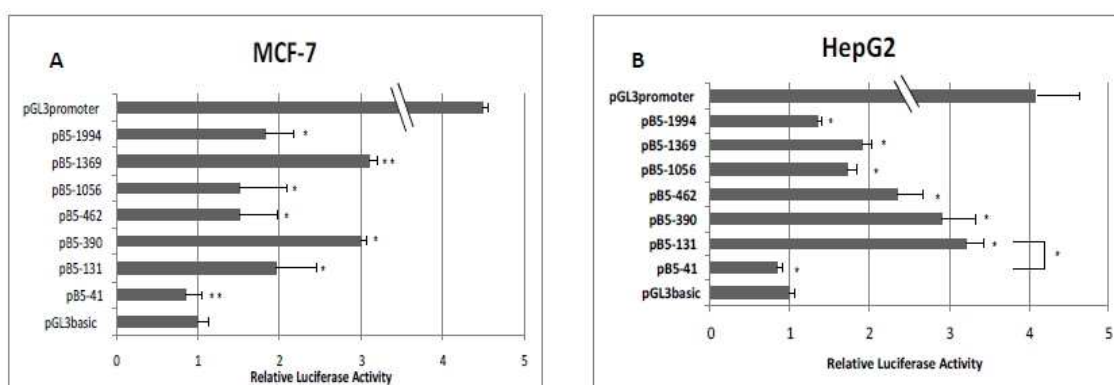 A
MCF-7
pGL3promoter
pB5-1994 *
pB5-1369 **
pB5-1056 *
pB5-462 *
pB5-390 *
pB5-131 *
pB5-41 **
pGL3basic
0 1 2 3 4 5
Relative Luciferase Activity
B
HepG2
pGL3promoter
pB5-1994 *
pB5-1369 *
pB5-1056 *
pB5-462 *
pB5-390 *
pB5-131 *
*
pB5-41 *
pGL3basic
0 1 2 3 4 5
Relative Luciferase Activity